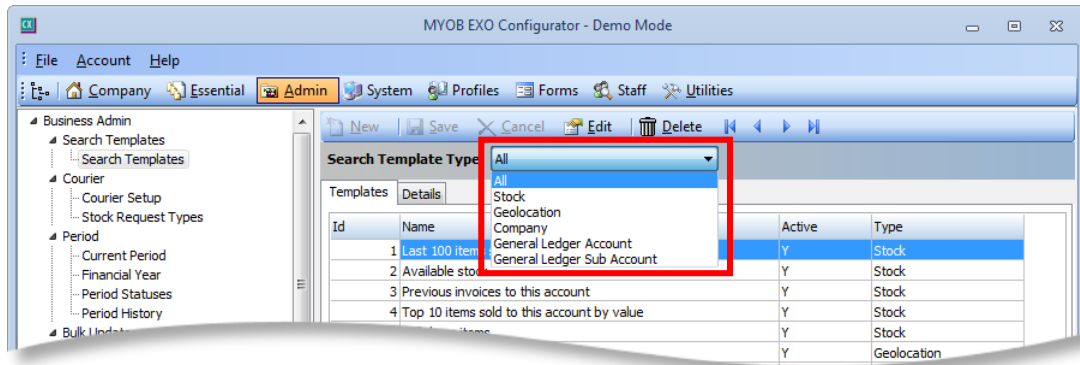 MYOB EXO Configurator - Demo Mode
File Account Help
Company Essential Admin System Profiles Forms Staff Utilities
Business Admin
Search Templates
Search Templates
Courier
Courier Setup
Stock Request Types
Period
Current Period
Financial Year
Period Statuses
Period History
Bulk
New Save Cancel Edit Delete
Search Template Type All
All
Stock
Geolocation
Company
General Ledger Account
General Ledger Sub Account
Templates Details
Id Name Active Type
1 Last 100 items Y Stock
2 Available stock Y Stock
3 Previous invoices to this account Y Stock
4 Top 10 items sold to this account by value Y Stock
items Y Stock
Y Geolocation